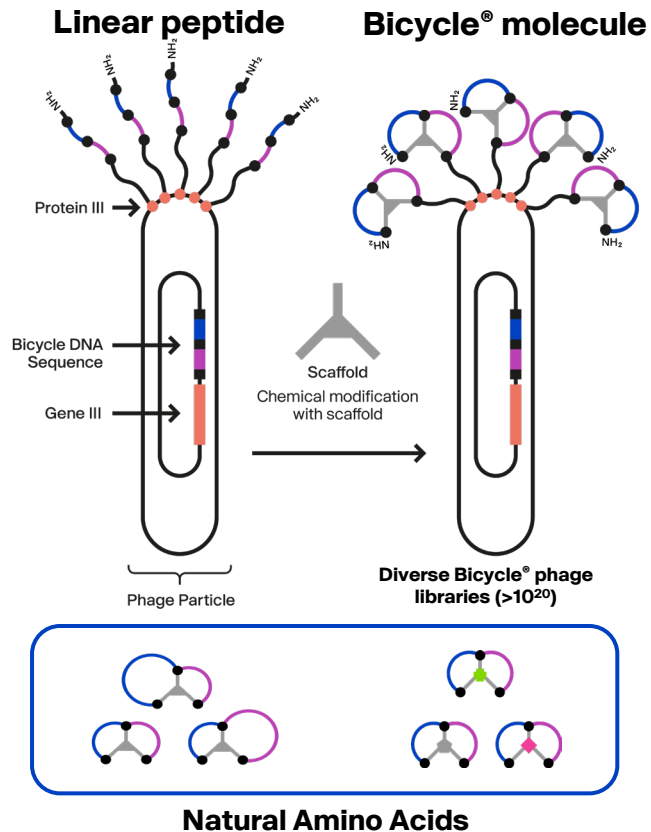 Linear peptide
Bicycle® molecule
NH₂
NH₂
NH₂
NH₂
NH₂
NH₂
NH₂
NH₂
NH₂
NH₂
Protein III
Bicycle DNA
Sequence
Gene III
Scaffold
Chemical modification
with scaffold
Phage Particle
Diverse Bicycle® phage
libraries (>10²⁰)
Natural Amino Acids